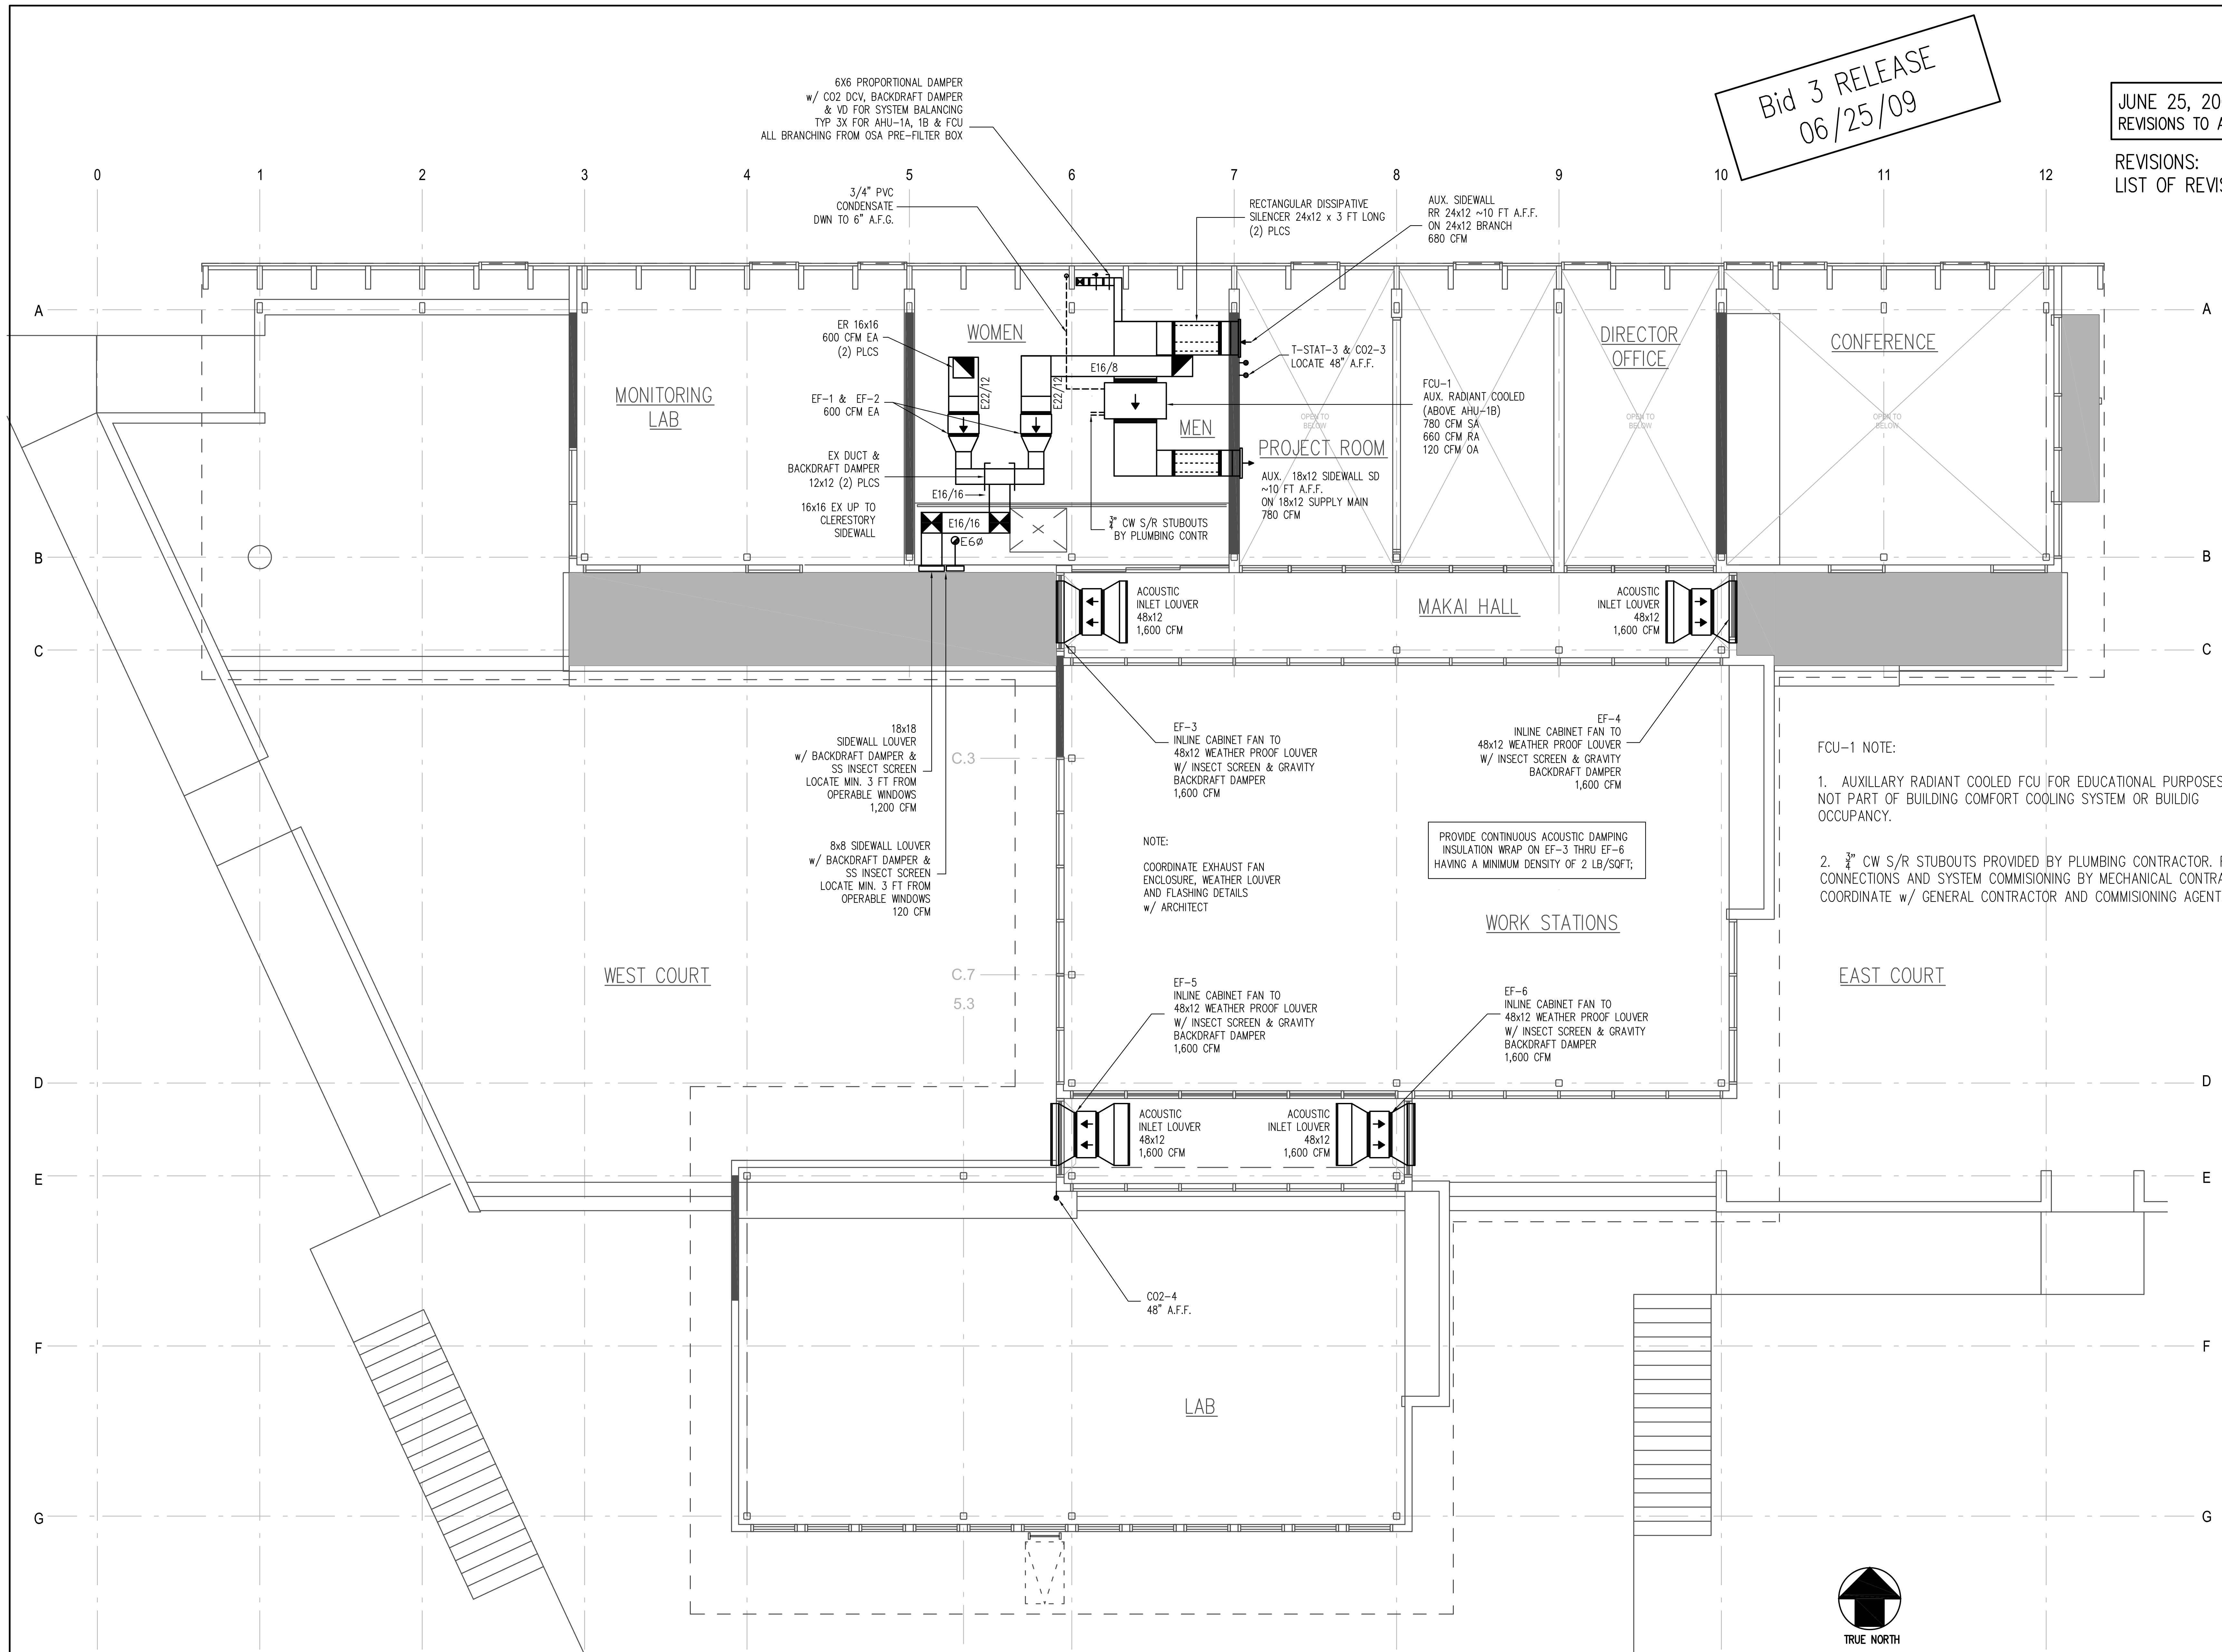 Bid 3 RELEASE
06/25/09
JUNE 25, 20
REVISIONS TO A
REVISIONS:
LIST OF REVIS
6X6 PROPORTIONAL DAMPER
w/ CO2 DCV, BACKDRAFT DAMPER
& VD FOR SYSTEM BALANCING
TYP 3X FOR AHU-1A, 1B & FCU
ALL BRANCHING FROM OSA PRE-FILTER BOX
0 1 2 3 4 5 6 7 8 9 10 11 12
3/4" PVC
CONDENSATE
DWN TO 6" A.F.G.
RECTANGULAR DISSIPATIVE
SILENCER 24x12 x 3 FT LONG
(2) PLCS
AUX. SIDEWALL
RR 24x12 ~10 FT A.F.F.
ON 24x12 BRANCH
680 CFM
A A
ER 16x16
600 CFM EA
(2) PLCS
WOMEN
E16/8
E22/12
E22/12
T-STAT-3 & CO2-3
LOCATE 48" A.F.F.
DIRECTOR
OFFICE
CONFERENCE
MONITORING
LAB
EF-1 & EF-2
600 CFM EA
MEN
FCU-1
AUX. RADIANT COOLED
(ABOVE AHU-1B)
780 CFM SA
660 CFM RA
120 CFM OA
OPEN TO
BELOW
OPEN TO
BELOW
OPEN TO
BELOW
PROJECT ROOM
EX DUCT &
BACKDRAFT DAMPER
12x12 (2) PLCS
E16/16
AUX. 18x12 SIDEWALL SD
~10 FT A.F.F.
ON 18x12 SUPPLY MAIN
780 CFM
16x16 EX UP TO
CLERESTORY
SIDEWALL
E16/16
E6ø
3/4" CW S/R STUBOUTS
BY PLUMBING CONTR
B B
ACOUSTIC
INLET LOUVER
48x12
1,600 CFM
MAKAI HALL
ACOUSTIC
INLET LOUVER
48x12
1,600 CFM
C C
18x18
SIDEWALL LOUVER
w/ BACKDRAFT DAMPER &
SS INSECT SCREEN
LOCATE MIN. 3 FT FROM
OPERABLE WINDOWS
1,200 CFM
C.3
EF-3
INLINE CABINET FAN TO
48x12 WEATHER PROOF LOUVER
W/ INSECT SCREEN & GRAVITY
BACKDRAFT DAMPER
1,600 CFM
EF-4
INLINE CABINET FAN TO
48x12 WEATHER PROOF LOUVER
W/ INSECT SCREEN & GRAVITY
BACKDRAFT DAMPER
1,600 CFM
FCU-1 NOTE:
1. AUXILLARY RADIANT COOLED FCU FOR EDUCATIONAL PURPOSES
NOT PART OF BUILDING COMFORT COOLING SYSTEM OR BUILDIG
OCCUPANCY.
2. 3/4" CW S/R STUBOUTS PROVIDED BY PLUMBING CONTRACTOR.
CONNECTIONS AND SYSTEM COMMISIONING BY MECHANICAL CONTRA
COORDINATE w/ GENERAL CONTRACTOR AND COMMISIONING AGENT
8x8 SIDEWALL LOUVER
w/ BACKDRAFT DAMPER &
SS INSECT SCREEN
LOCATE MIN. 3 FT FROM
OPERABLE WINDOWS
120 CFM
NOTE:
COORDINATE EXHAUST FAN
ENCLOSURE, WEATHER LOUVER
AND FLASHING DETAILS
w/ ARCHITECT
PROVIDE CONTINUOUS ACOUSTIC DAMPING
INSULATION WRAP ON EF-3 THRU EF-6
HAVING A MINIMUM DENSITY OF 2 LB/SQFT;
WORK STATIONS
WEST COURT
C.7
5.3
EAST COURT
EF-5
INLINE CABINET FAN TO
48x12 WEATHER PROOF LOUVER
W/ INSECT SCREEN & GRAVITY
BACKDRAFT DAMPER
1,600 CFM
EF-6
INLINE CABINET FAN TO
48x12 WEATHER PROOF LOUVER
W/ INSECT SCREEN & GRAVITY
BACKDRAFT DAMPER
1,600 CFM
D D
ACOUSTIC
INLET LOUVER
48x12
1,600 CFM
ACOUSTIC
INLET LOUVER
48x12
1,600 CFM
E E
CO2-4
48" A.F.F.
F F
LAB
G G
TRUE NORTH